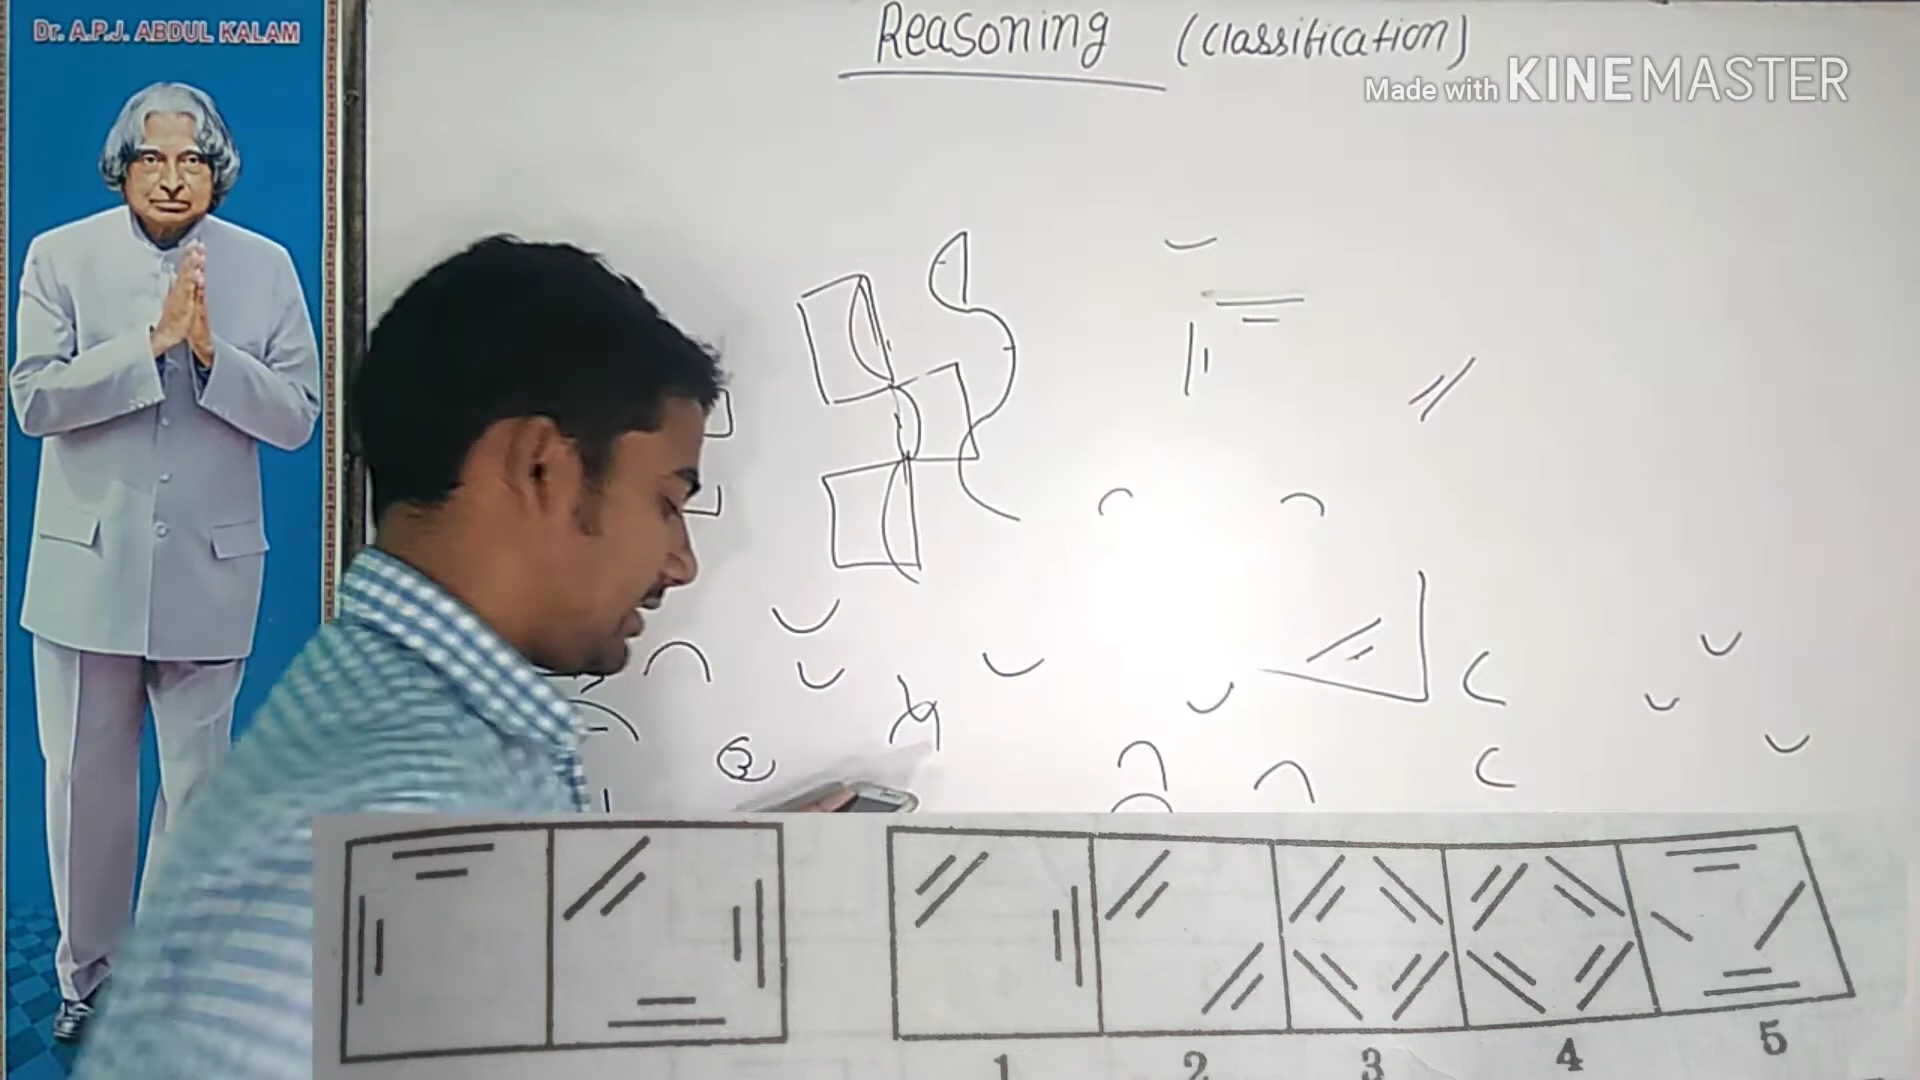 Dr. A.P.J. ABDUL KALAM
Reasoning (Classification)
Made with KINEMASTER
1 2 3 4 5